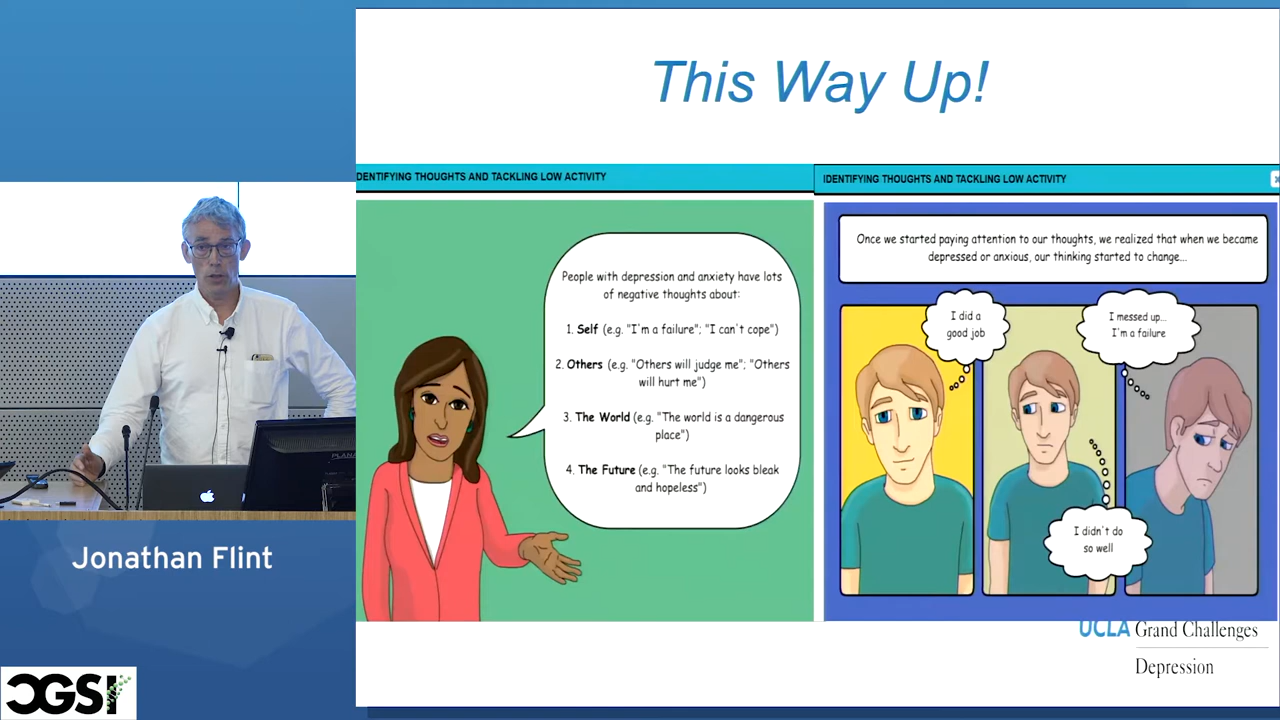 This Way Up!
IDENTIFYING THOUGHTS AND TACKLING LOW ACTIVITY
People with depression and anxiety have lots
of negative thoughts about:
1. Self (e.g. "I'm a failure"; "I can't cope")
2. Others (e.g. "Others will judge me"; "Others
will hurt me")
3. The World (e.g. "The world is a dangerous
place")
4. The Future (e.g. "The future looks bleak
and hopeless")
IDENTIFYING THOUGHTS AND TACKLING LOW ACTIVITY
Once we started paying attention to our thoughts, we realized that when we became
depressed or anxious, our thinking started to change...
I did a
good job
I messed up...
I'm a failure
I didn't do
so well
Jonathan Flint
CGSI
UCLA Grand Challenges
Depression